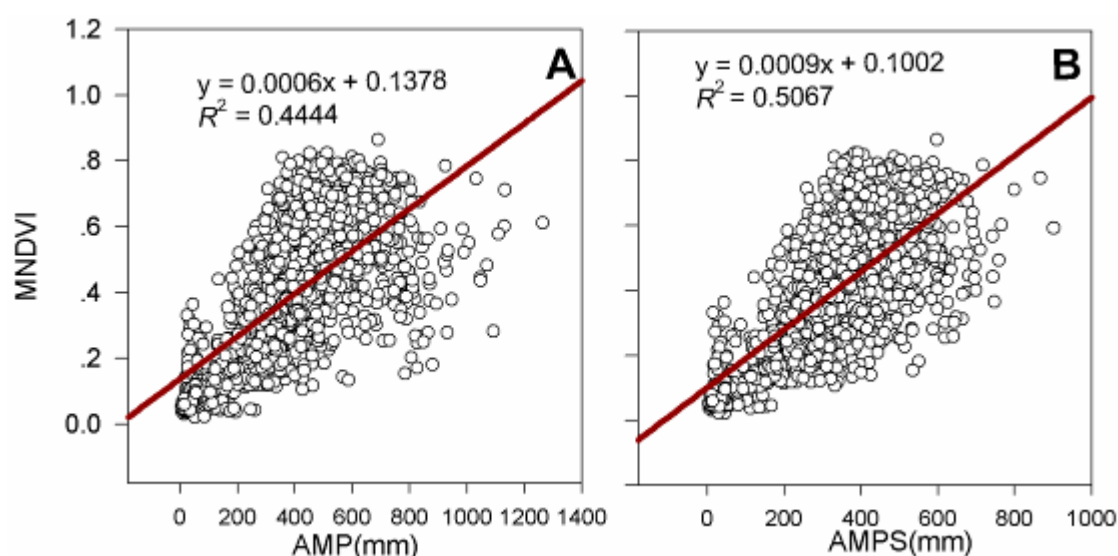 A
y = 0.0006x + 0.1378
R² = 0.4444
1.2
1.0
.8
.6
.4
.2
0.0
MNDVI
0 200 400 600 800 1000 1200 1400
AMP(mm)
B
y = 0.0009x + 0.1002
R² = 0.5067
0 200 400 600 800 1000
AMPS(mm)